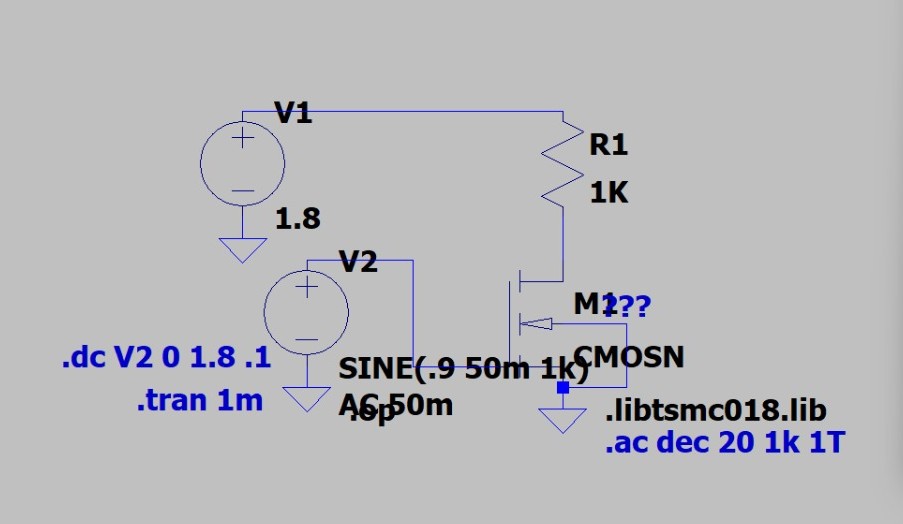 V1
R1
1K
1.8
V2
M1
???
.dc V2 0 1.8 .1
SINE(.9 50m 1k)
CMOSN
.tran 1m
AC 50m
.op
.libtsmc018.lib
.ac dec 20 1k 1T